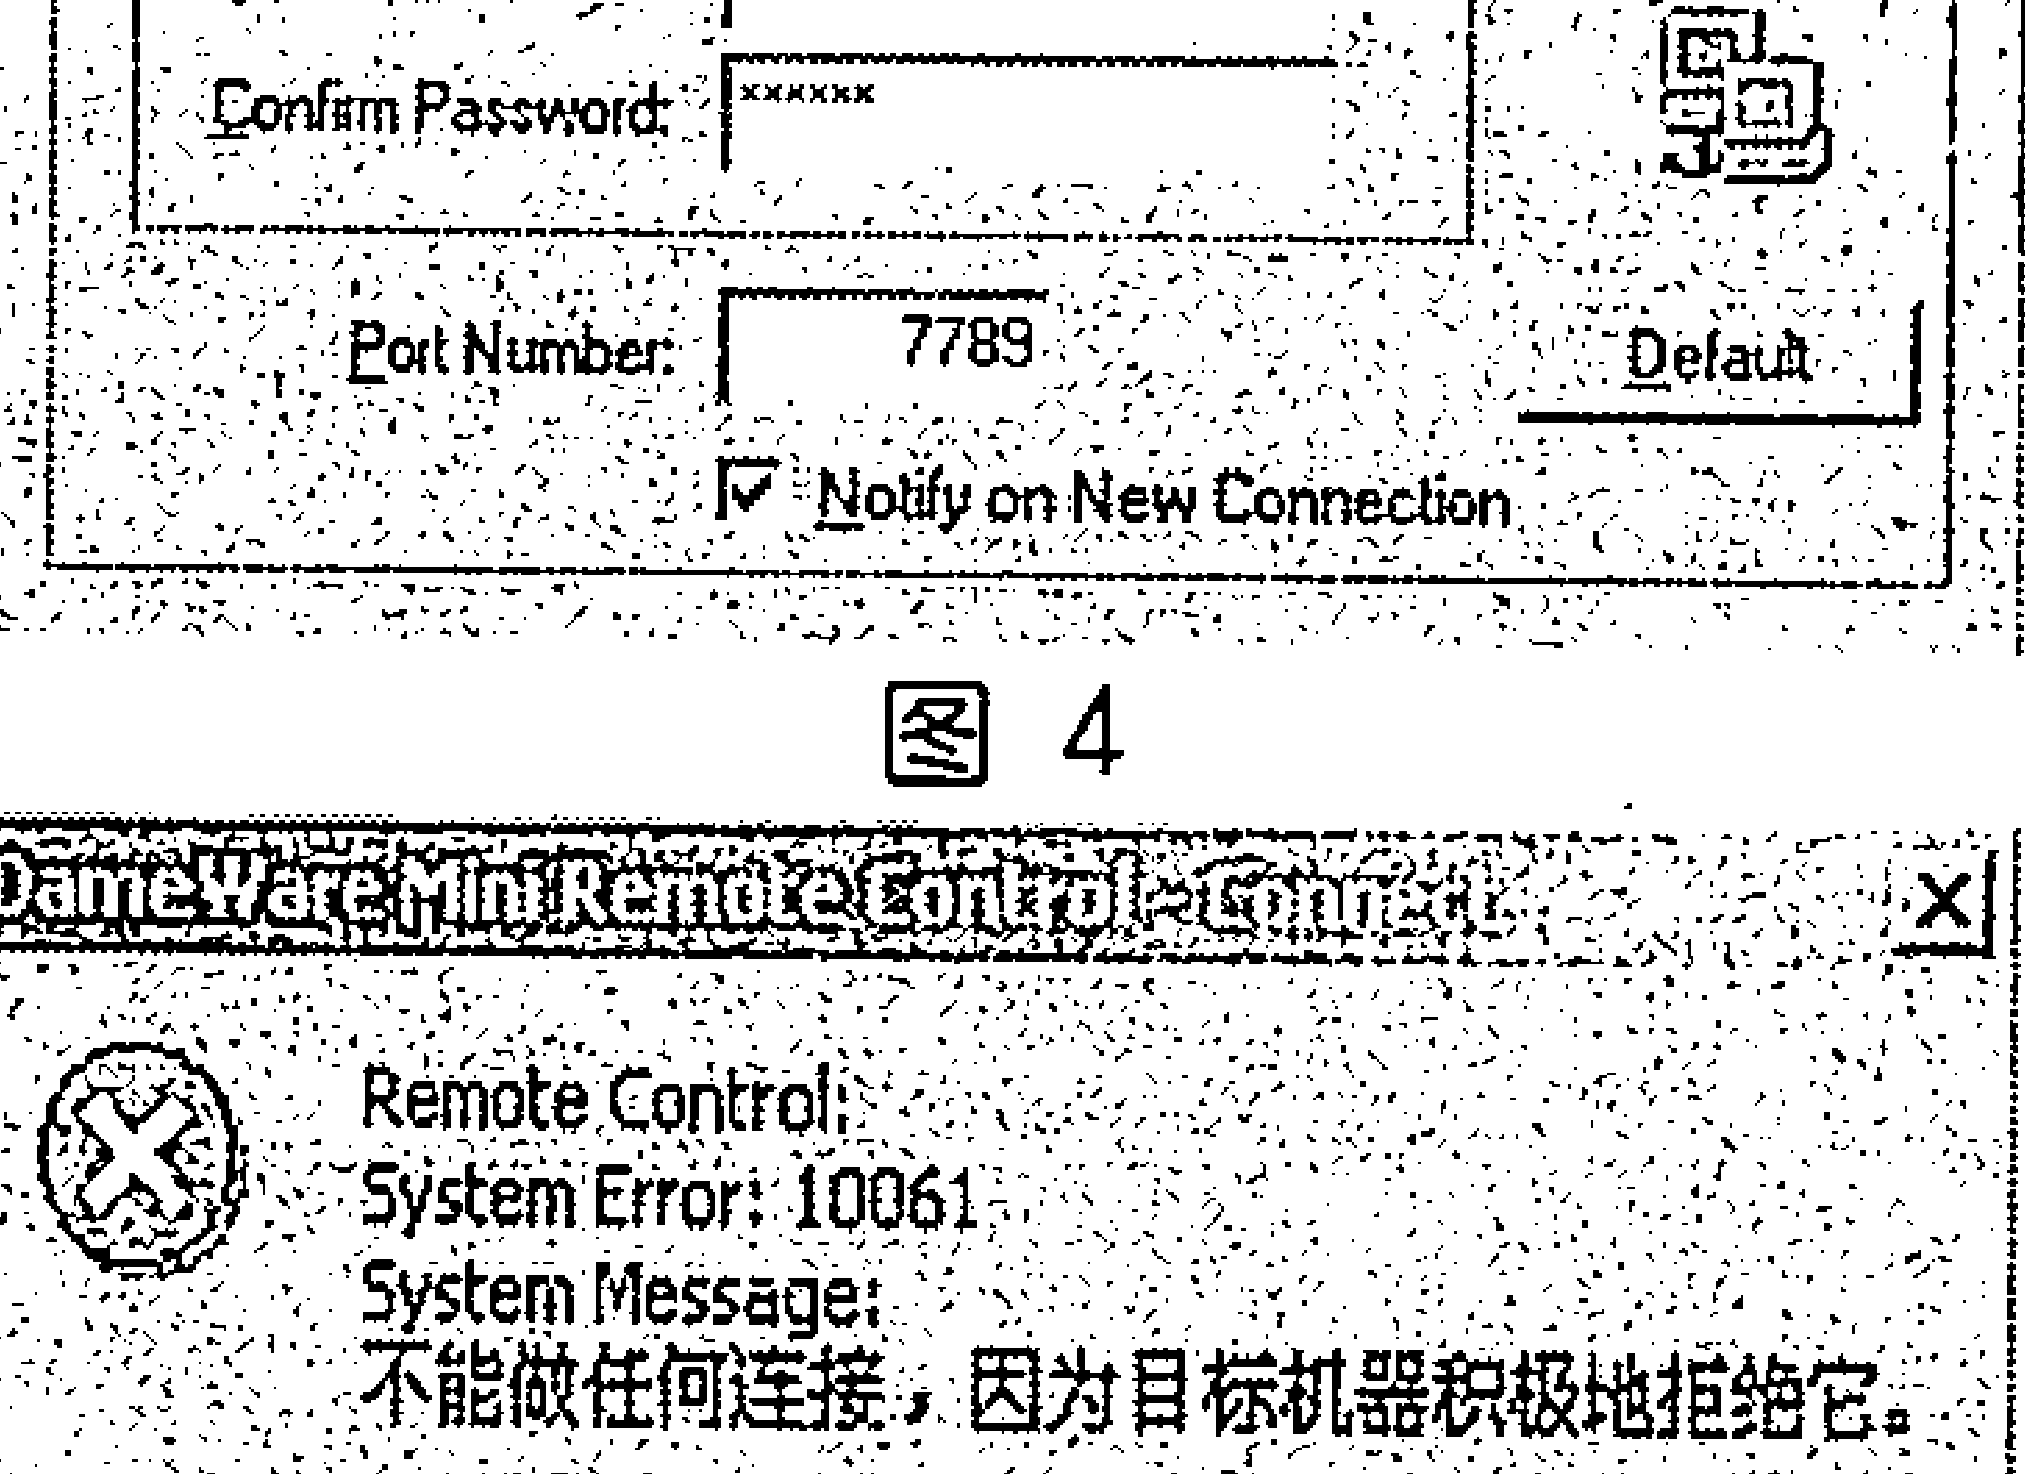 Confirm Password: xxxxxx
Port Number: 7789
Default
Notify on New Connection
图 4
DameWare Mini Remote Control - Connect
Remote Control:
System Error: 10061
System Message:
不能做任何连接，因为目标机器积极地拒绝它。